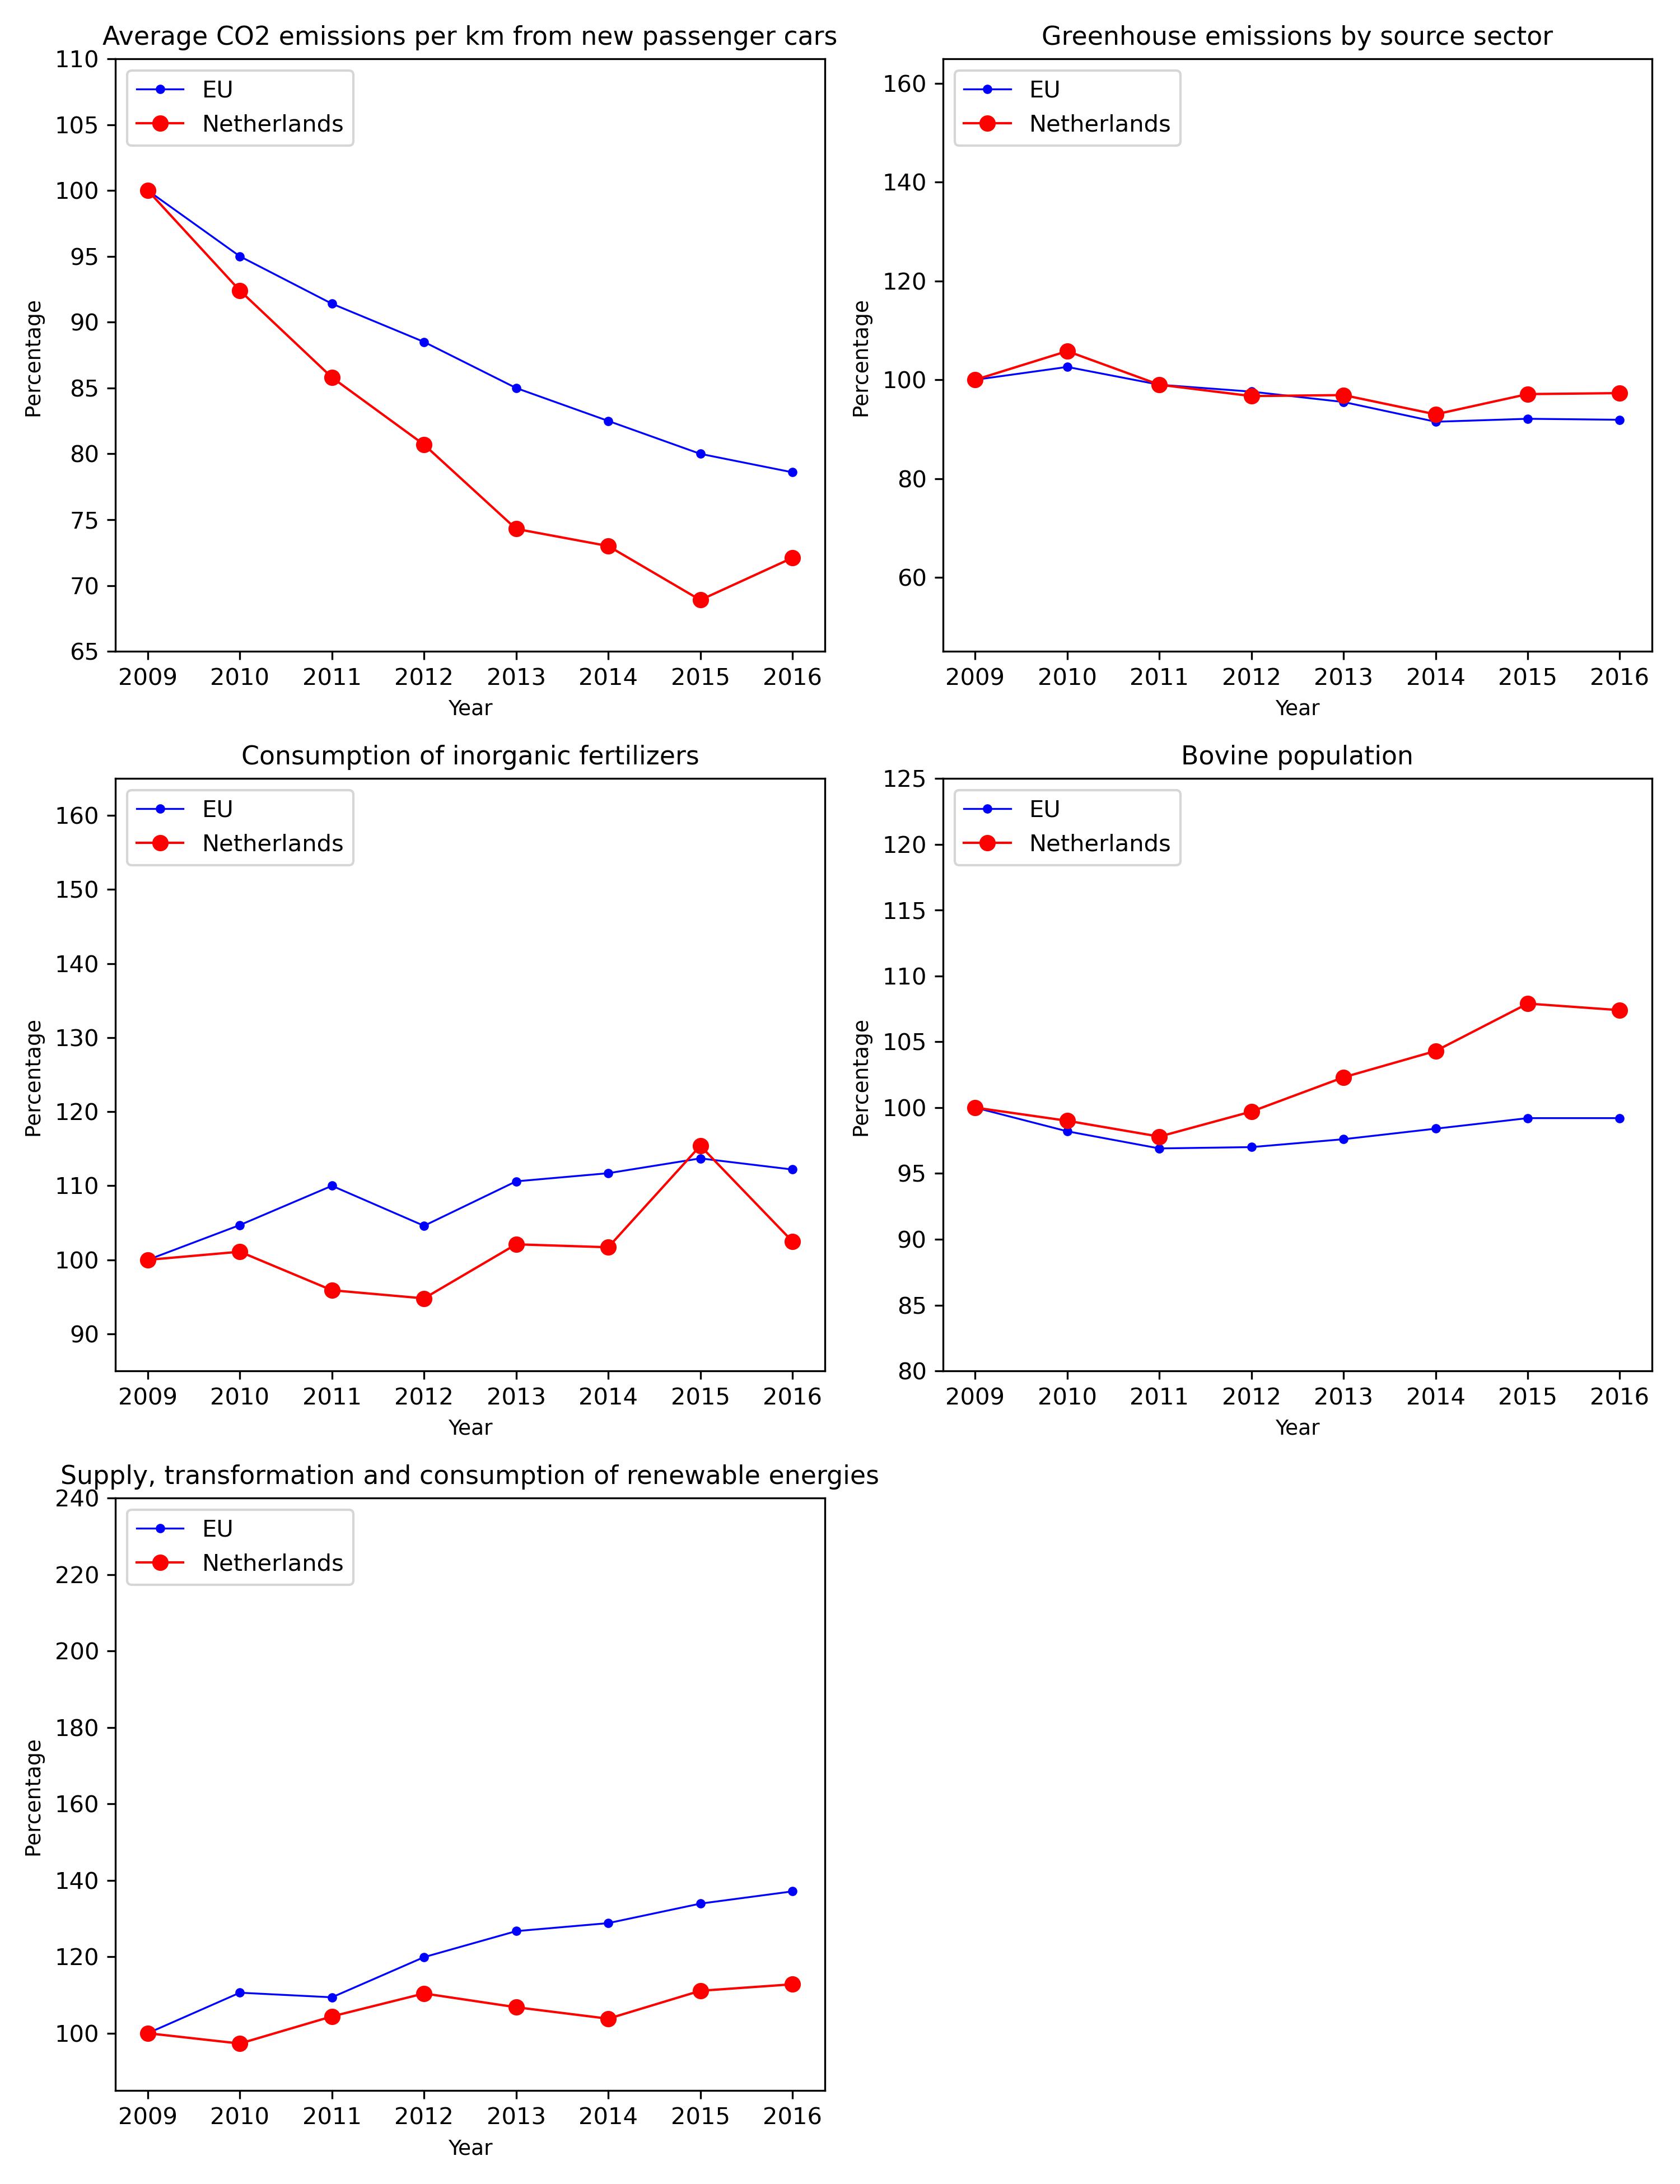 Average CO2 emissions per km from new passenger cars
110
105
100
95
90
85
80
75
70
65
Percentage
EU
Netherlands
2009 2010 2011 2012 2013 2014 2015 2016
Year
Greenhouse emissions by source sector
160
140
120
100
80
60
Percentage
EU
Netherlands
2009 2010 2011 2012 2013 2014 2015 2016
Year
Consumption of inorganic fertilizers
160
150
140
130
120
110
100
90
Percentage
EU
Netherlands
2009 2010 2011 2012 2013 2014 2015 2016
Year
Bovine population
125
120
115
110
105
100
95
90
85
80
Percentage
EU
Netherlands
2009 2010 2011 2012 2013 2014 2015 2016
Year
Supply, transformation and consumption of renewable energies
240
220
200
180
160
140
120
100
Percentage
EU
Netherlands
2009 2010 2011 2012 2013 2014 2015 2016
Year